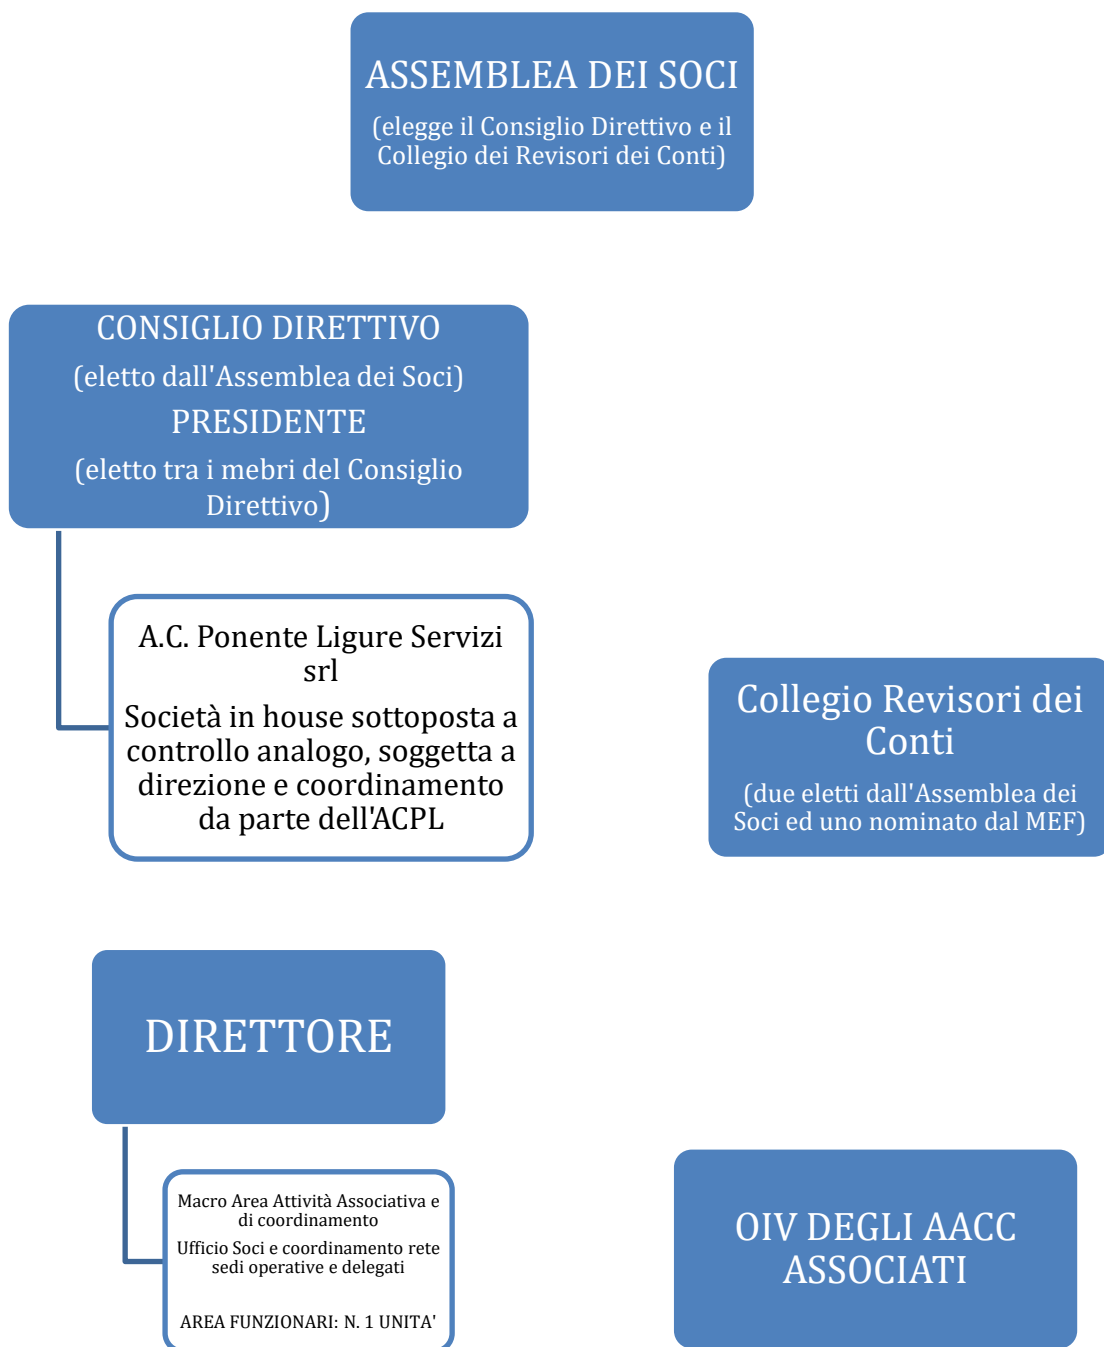 ASSEMBLEA DEI SOCI
(elegge il Consiglio Direttivo e il
Collegio dei Revisori dei Conti)
CONSIGLIO DIRETTIVO
(eletto dall'Assemblea dei Soci)
PRESIDENTE
(eletto tra i mebri del Consiglio
Direttivo)
A.C. Ponente Ligure Servizi
srl
Società in house sottoposta a
controllo analogo, soggetta a
direzione e coordinamento
da parte dell'ACPL
Collegio Revisori dei
Conti
(due eletti dall'Assemblea dei
Soci ed uno nominato dal MEF)
DIRETTORE
Macro Area Attività Associativa e
di coordinamento
Ufficio Soci e coordinamento rete
sedi operative e delegati
AREA FUNZIONARI: N. 1 UNITA'
OIV DEGLI AACC
ASSOCIATI